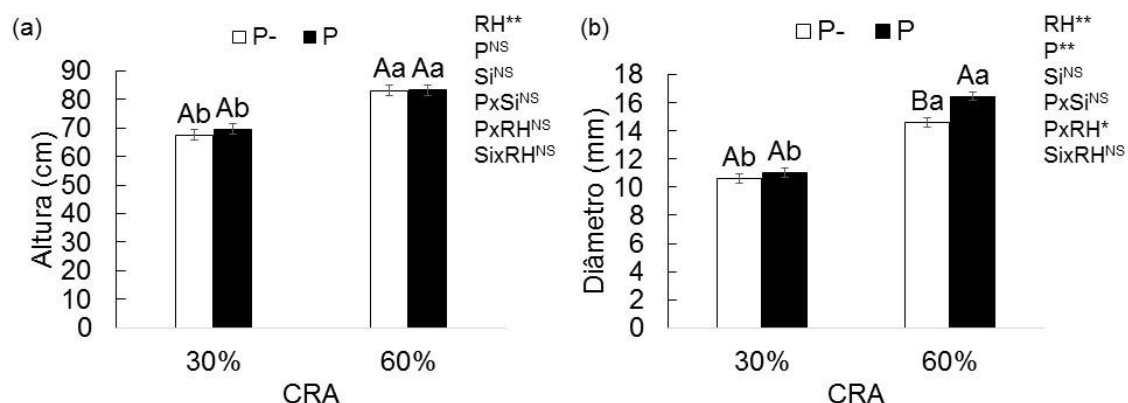 (a)
P- P
RH**
P^NS
Si^NS
PxSi^NS
PxRH^NS
SixRH^NS
Altura (cm)
90
80
70
60
50
40
30
20
10
0
Ab Ab
Aa Aa
30% 60%
CRA
(b)
P- P
RH**
P**
Si^NS
PxSi^NS
PxRH*
SixRH^NS
Diâmetro (mm)
18
16
14
12
10
8
6
4
2
0
Ab Ab
Ba Aa
30% 60%
CRA